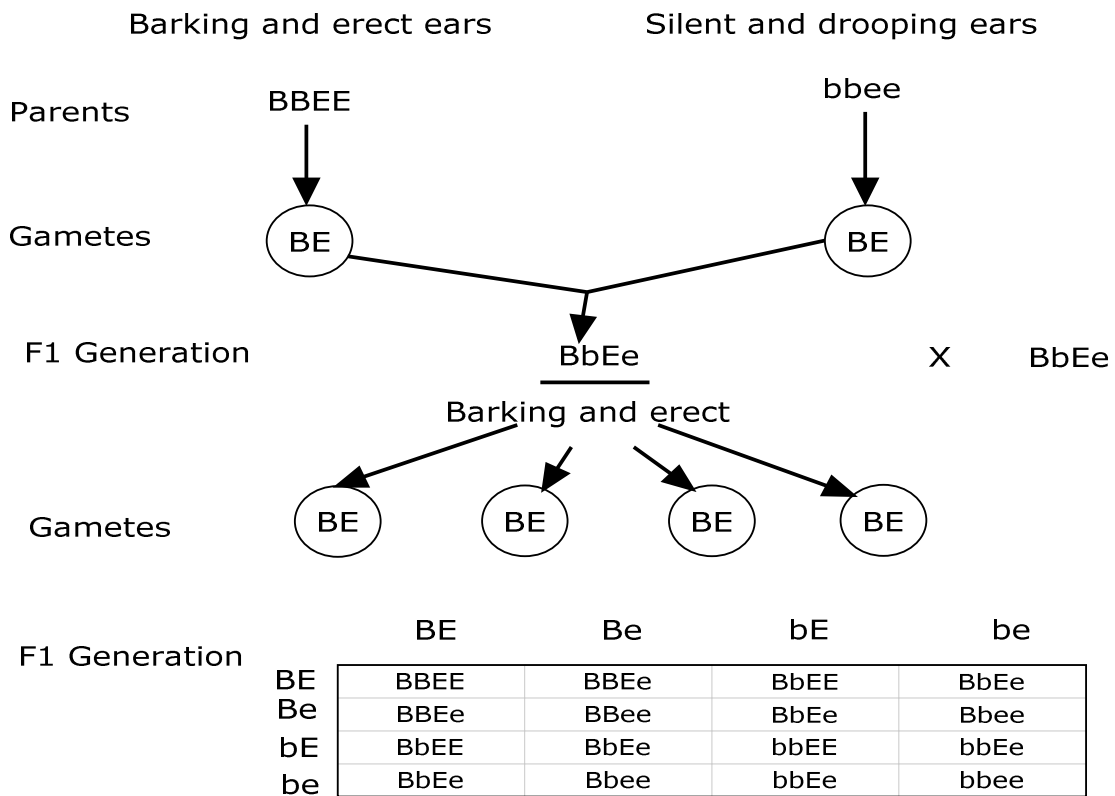 Barking and erect ears Silent and drooping ears
Parents BBEE bbee
Gametes BE BE
F1 Generation BbEe X BbEe
Barking and erect
Gametes BE BE BE BE
BE Be bE be
F1 Generation
BE BBEE BBEe BbEE BbEe
Be BBEe BBee BbEe Bbee
bE BbEE BbEe bbEE bbEe
be BbEe Bbee bbEe bbee